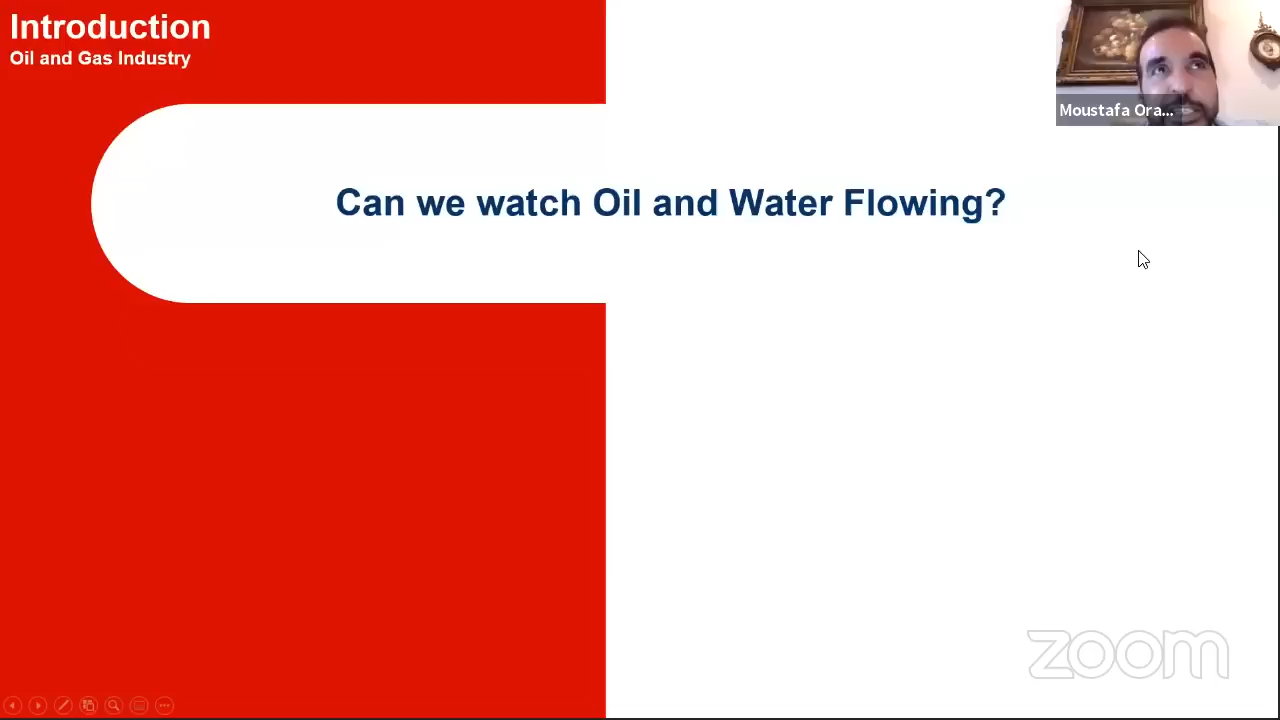 Introduction
Oil and Gas Industry
Moustafa Ora...
Can we watch Oil and Water Flowing?
zoom